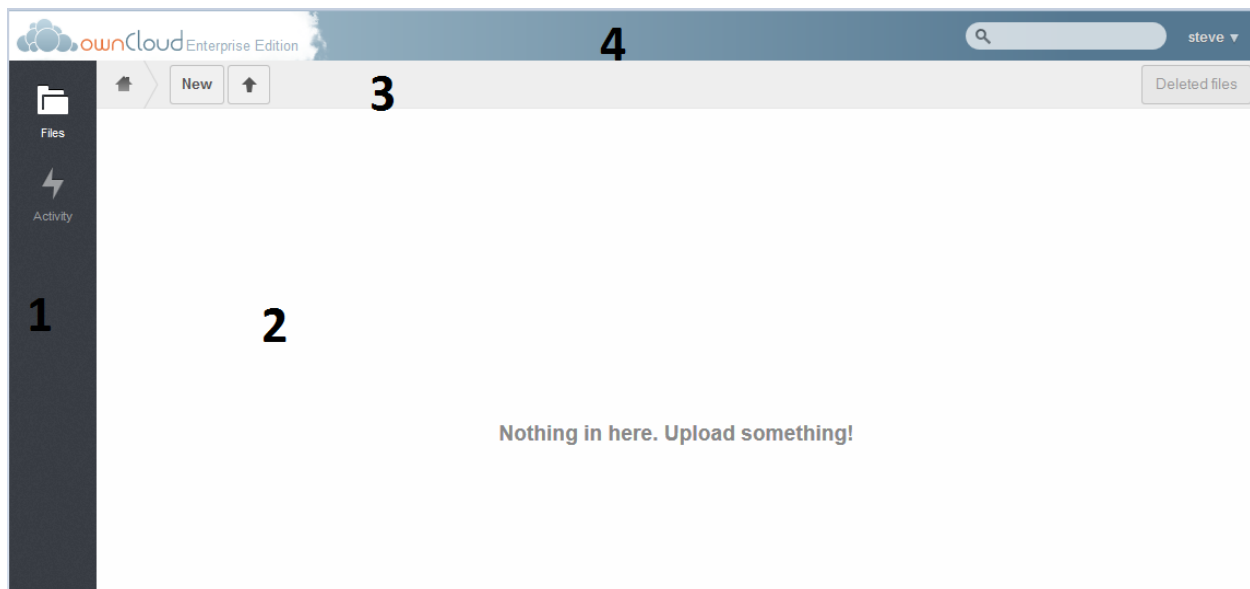 ownCloud Enterprise Edition
4
steve
New
3
Deleted files
Files
Activity
1
2
Nothing in here. Upload something!